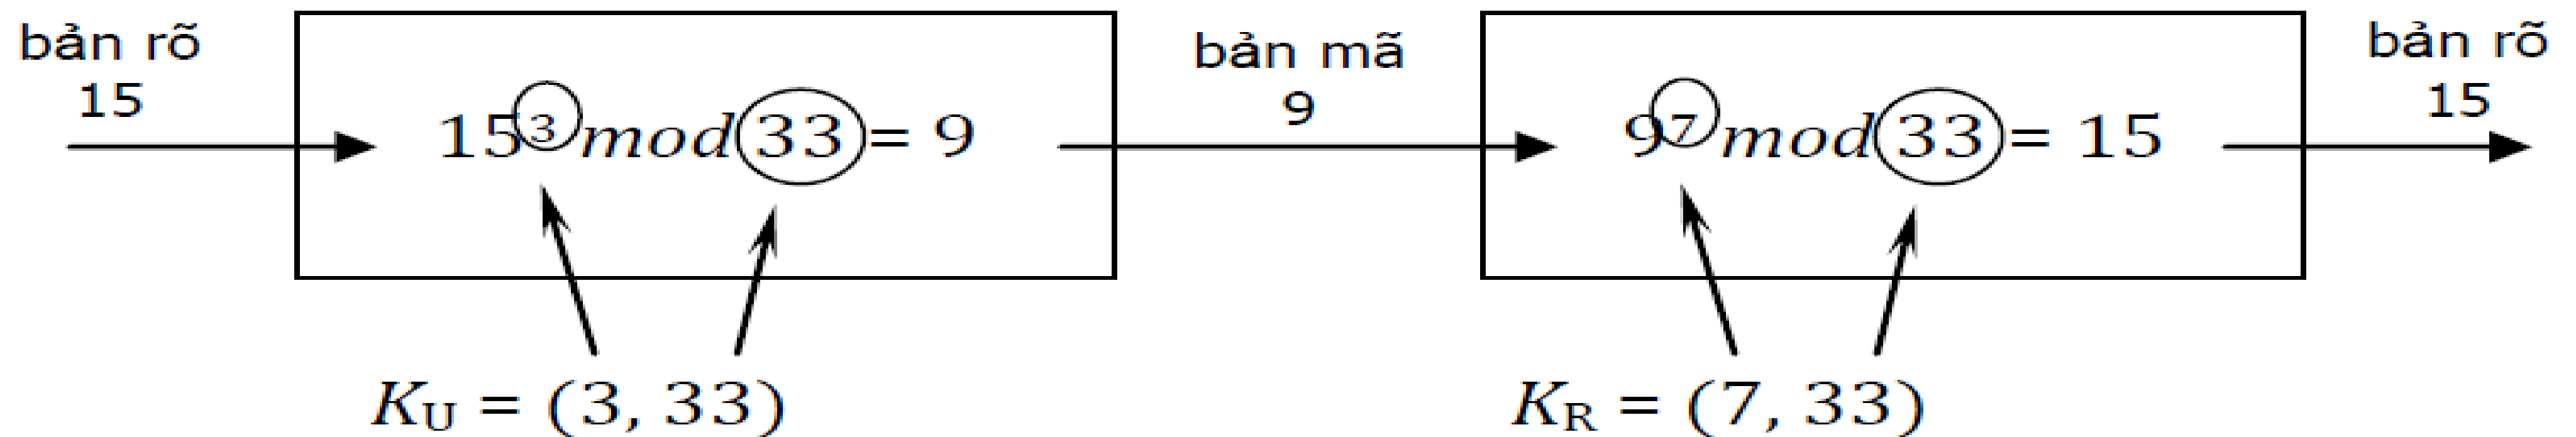 bản rõ
15
15³ mod 33 = 9
K_U = (3, 33)
bản mã
9
9⁷ mod 33 = 15
K_R = (7, 33)
bản rõ
15